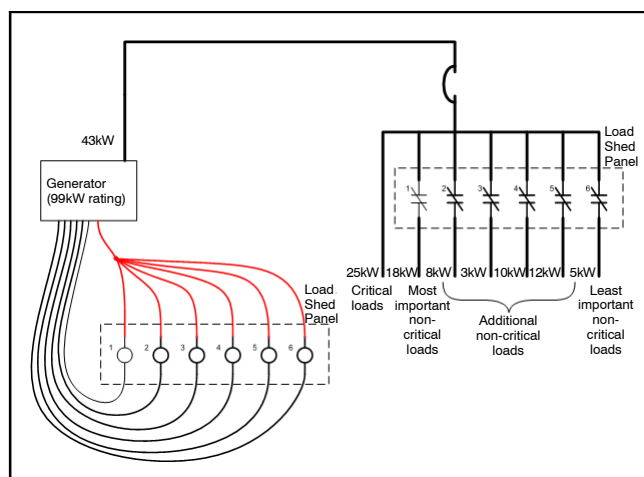 43kW
Generator
(99kW rating)
Load
Shed
Panel
1 2 3 4 5 6
25kW 18kW 8kW 3kW 10kW 12kW 5kW
Critical
loads
Most
important
non-
critical
loads
Additional
non-critical
loads
Least
important
non-
critical
loads
Load
Shed
Panel
1 2 3 4 5 6